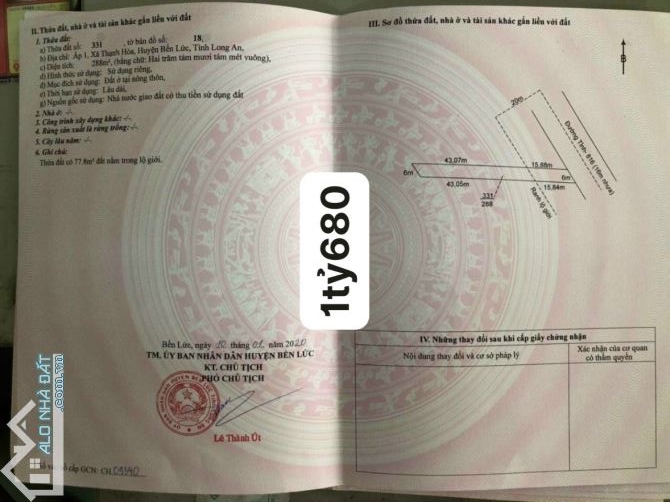 II. Thửa đất, nhà ở và tài sản khác gắn liền với đất
1. Thửa đất:
a) Thửa đất số: 331 , tờ bản đồ số: 18,
b) Địa chỉ: Ấp 1, Xã Thạnh Hòa, Huyện Bến Lức, Tỉnh Long An,
c) Diện tích: 288m², (bằng chữ: Hai trăm tám mươi tám mét vuông),
d) Hình thức sử dụng: Sử dụng riêng,
đ) Mục đích sử dụng: Đất ở tại nông thôn,
e) Thời hạn sử dụng: Lâu dài,
g) Nguồn gốc sử dụng: Nhà nước giao đất có thu tiền sử dụng đất
2. Nhà ở: -/-.
3. Công trình xây dựng khác: -/-.
4. Rừng sản xuất là rừng trồng: -/-.
5. Cây lâu năm: -/-.
6. Ghi chú:
Thửa đất có 77.8m² đất nằm trong lộ giới.
Bến Lức, ngày tháng 01 năm 2020
TM. ỦY BAN NHÂN DÂN HUYỆN BẾN LỨC
KT. CHỦ TỊCH
PHÓ CHỦ TỊCH
Lê Thành Út
cấp GCN: CH
III. Sơ đồ thửa đất, nhà ở và tài sản khác gắn liền với đất
B
20m
Đường Tỉnh 816 (16m nhựa)
43,07m
15,88m
6m
6m
43,05m
15,84m
331
288
Ranh lộ giới
1tỷ680
IV. Những thay đổi sau khi cấp giấy chứng nhận
Nội dung thay đổi và cơ sở pháp lý
Xác nhận của cơ quan
có thẩm quyền
ALO NHÀ ĐẤT
.com.vn